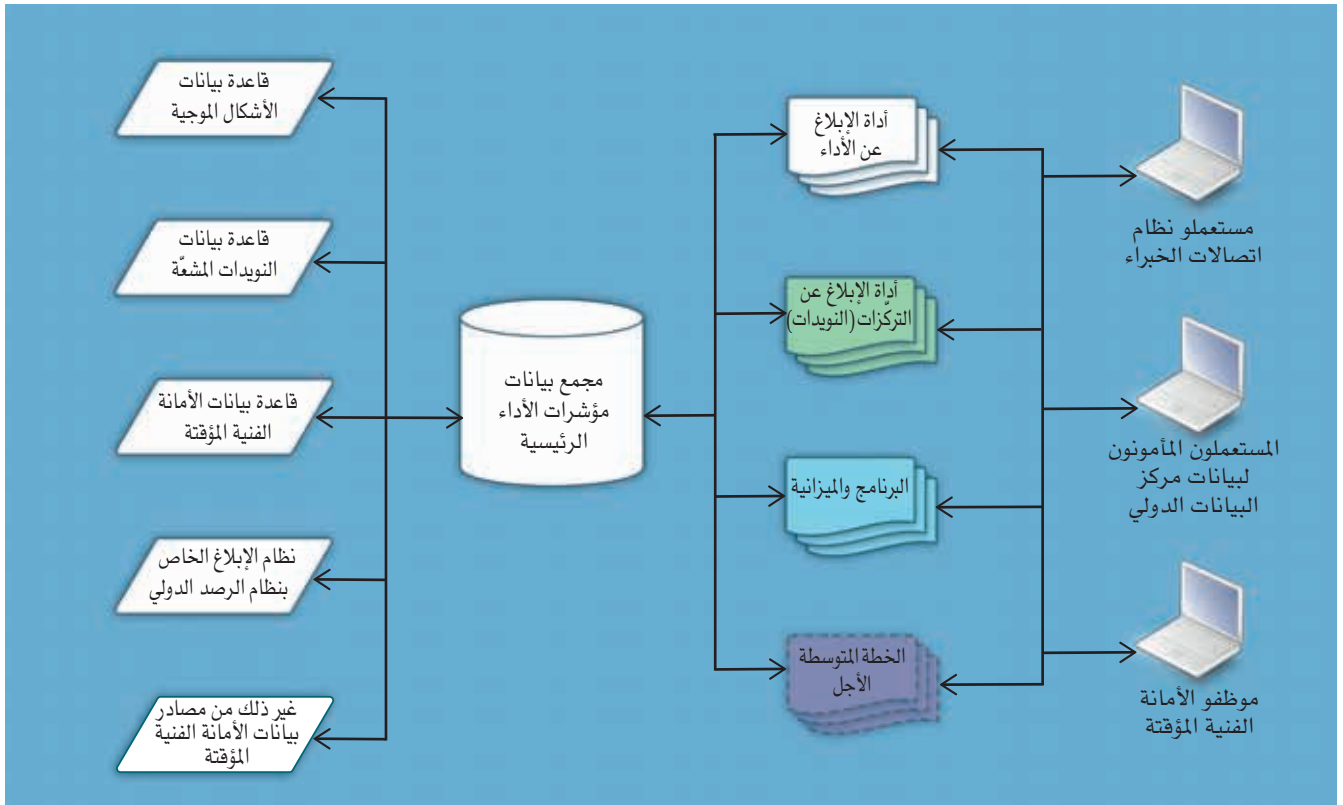 قاعدة بيانات
الأشكال الموجية
قاعدة بيانات
النويدات المشعّة
قاعدة بيانات الأمانة
الفنية المؤقتة
نظام الإبلاغ الخاص
بنظام الرصد الدولي
غير ذلك من مصادر
بيانات الأمانة الفنية
المؤقتة
مجمع بيانات
مؤشرات الأداء
الرئيسية
أداة الإبلاغ
عن الأداء
أداة الإبلاغ عن
التركّزات (النويدات)
البرنامج والميزانية
الخطة المتوسطة
الأجل
مستعملو نظام
اتصالات الخبراء
المستعملون المأمونون
لبيانات مركز
البيانات الدولي
موظفو الأمانة
الفنية المؤقتة